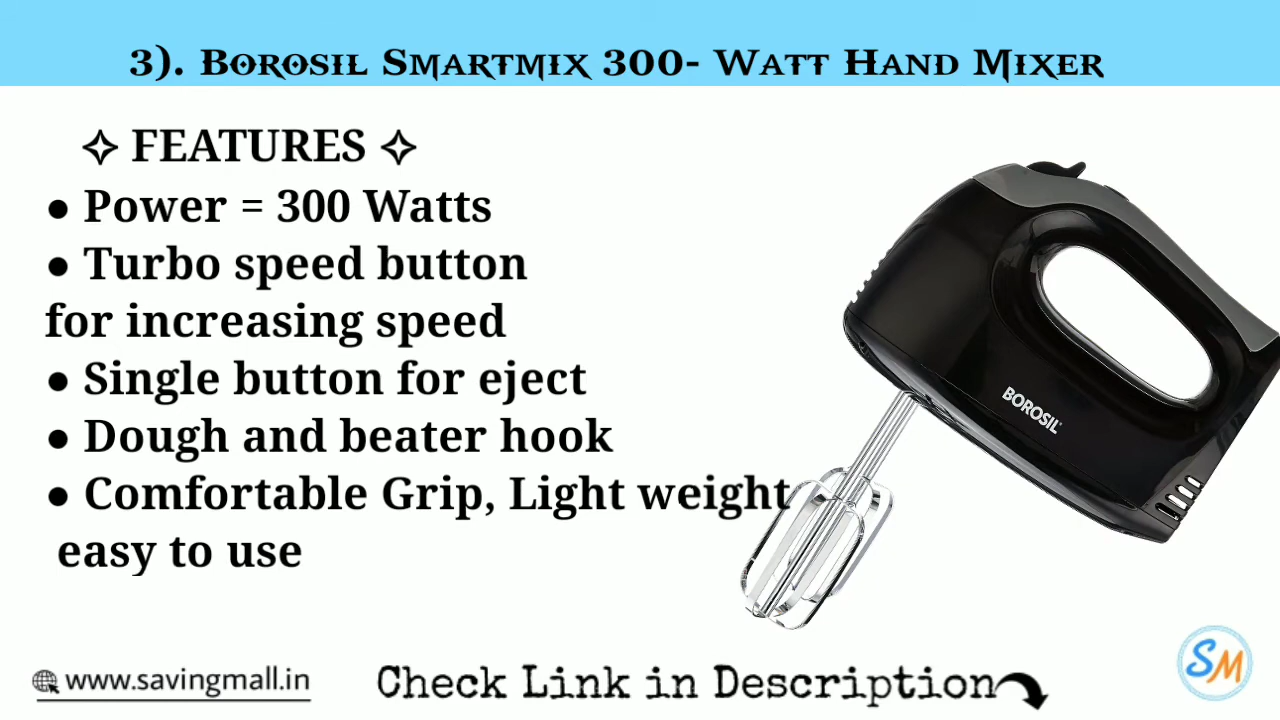 3). Borosil Smartmix 300- Watt Hand Mixer
✧ FEATURES ✧
● Power = 300 Watts
● Turbo speed button
for increasing speed
● Single button for eject
● Dough and beater hook
● Comfortable Grip, Light weight
easy to use
BOROSIL
www.savingmall.in
Check Link in Description
SM